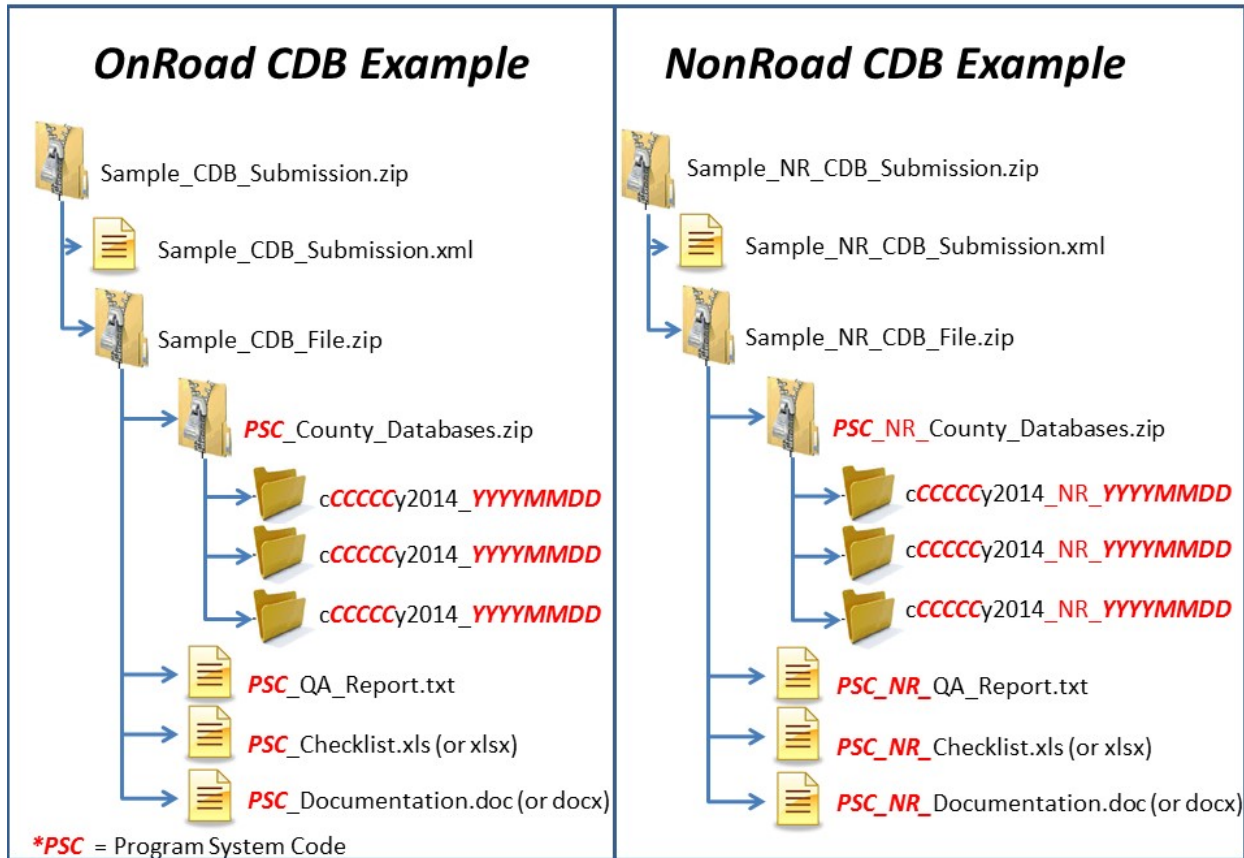 OnRoad CDB Example
Sample_CDB_Submission.zip
Sample_CDB_Submission.xml
Sample_CDB_File.zip
PSC_County_Databases.zip
cCCCCCy2014_YYYYMMDD
cCCCCCy2014_YYYYMMDD
cCCCCCy2014_YYYYMMDD
PSC_QA_Report.txt
PSC_Checklist.xls (or xlsx)
PSC_Documentation.doc (or docx)
*PSC = Program System Code
NonRoad CDB Example
Sample_NR_CDB_Submission.zip
Sample_NR_CDB_Submission.xml
Sample_NR_CDB_File.zip
PSC_NR_County_Databases.zip
cCCCCCy2014_NR_YYYYMMDD
cCCCCCy2014_NR_YYYYMMDD
cCCCCCy2014_NR_YYYYMMDD
PSC_NR_QA_Report.txt
PSC_NR_Checklist.xls (or xlsx)
PSC_NR_Documentation.doc (or docx)